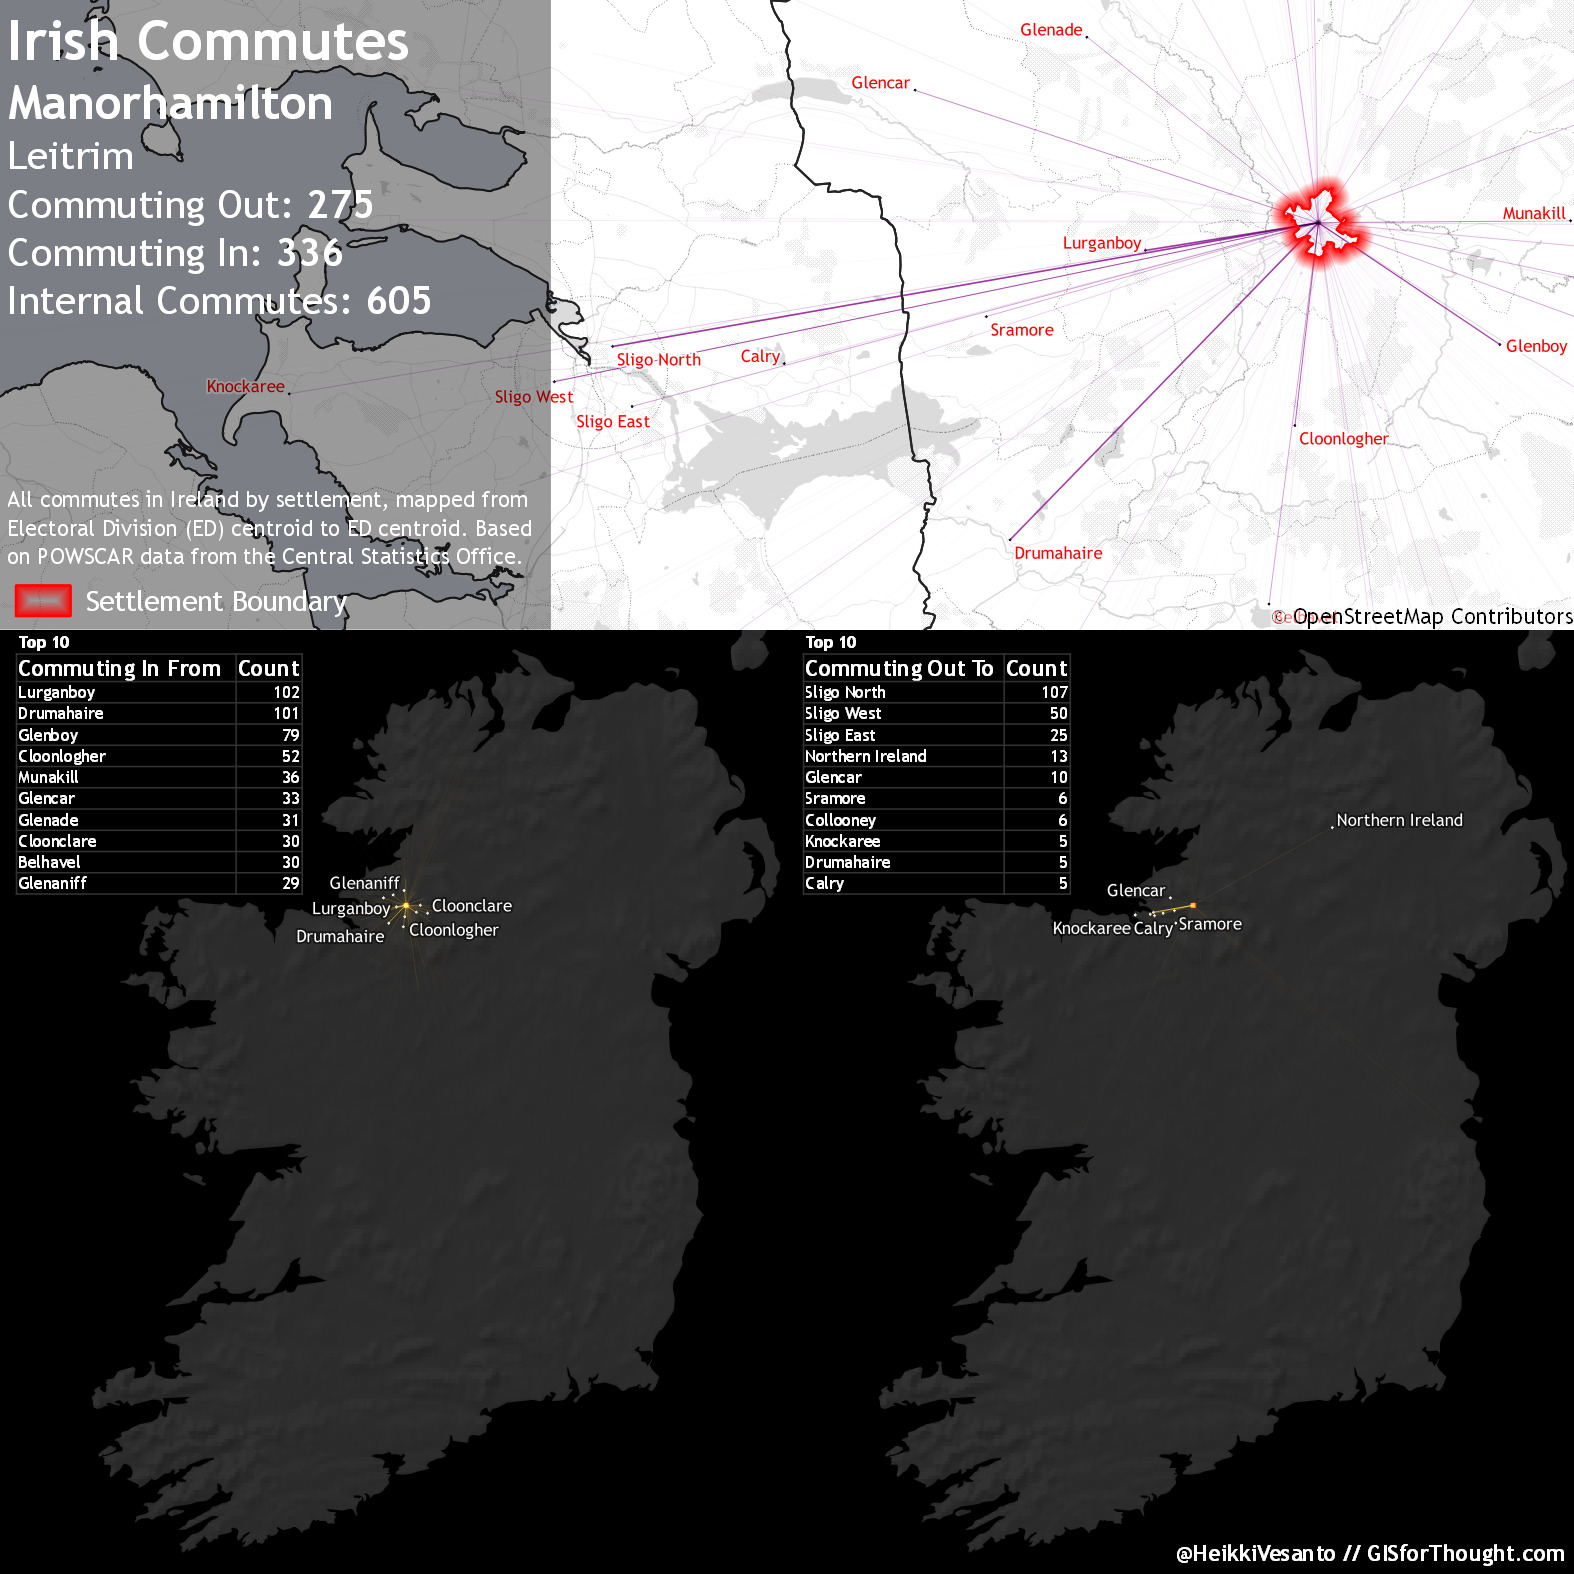 Irish Commutes
Manorhamilton
Leitrim
Commuting Out: 275
Commuting In: 336
Internal Commutes: 605
Glenade
Glencar
Munakill
Lurganboy
Sramore
Glenboy
Sligo North
Calry
Knockaree
Sligo West
Sligo East
Cloonlogher
Drumahaire
All commutes in Ireland by settlement, mapped from
Electoral Division (ED) centroid to ED centroid. Based
on POWSCAR data from the Central Statistics Office.
Settlement Boundary
Belhavel
© OpenStreetMap Contributors
Top 10
Commuting In From Count
Lurganboy 102
Drumahaire 101
Glenboy 79
Cloonlogher 52
Munakill 36
Glencar 33
Glenade 31
Cloonclare 30
Belhavel 30
Glenaniff 29
Glenaniff
Lurganboy
Cloonclare
Drumahaire
Cloonlogher
Top 10
Commuting Out To Count
Sligo North 107
Sligo West 50
Sligo East 25
Northern Ireland 13
Glencar 10
Sramore 6
Collooney 6
Knockaree 5
Drumahaire 5
Calry 5
Northern Ireland
Glencar
Knockaree Calry Sramore
@HeikkiVesanto // GISforThought.com